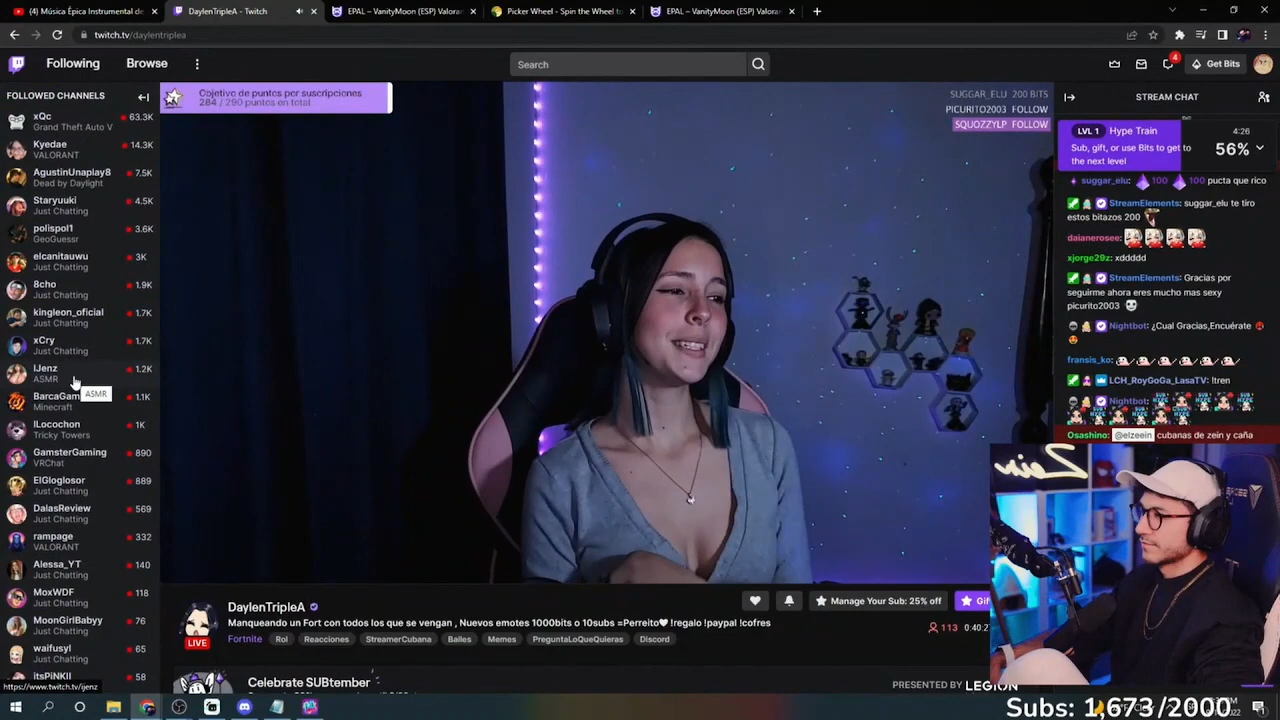 (4) Música Épica Instrumental de
DaylenTripleA - Twitch
EPAL – VanityMoon (ESP) Valoran
Picker Wheel - Spin the Wheel to
EPAL – VanityMoon (ESP) Valoran
twitch.tv/daylentriplea
Following
Browse
Search
4
Get Bits
FOLLOWED CHANNELS
xQc
Grand Theft Auto V
63.3K
Kyedae
VALORANT
14.3K
AgustinUnaplay8
Dead by Daylight
7.5K
Staryuuki
Just Chatting
4.5K
polispol1
GeoGuessr
3.6K
elcanitauwu
Just Chatting
3K
8cho
Just Chatting
1.9K
kingleon_oficial
Just Chatting
1.7K
xCry
Just Chatting
1.7K
IJenz
ASMR
1.2K
ASMR
BarcaGam
Minecraft
1.1K
ILocochon
Tricky Towers
1K
GamsterGaming
VRChat
890
ElGloglosor
Just Chatting
889
DalasReview
Just Chatting
569
rampage
VALORANT
332
Alessa_YT
Just Chatting
140
MoxWDF
Just Chatting
118
MoonGirlBabyy
Just Chatting
76
waifusyl
Just Chatting
65
itsPiNKII
58
https://www.twitch.tv/ijenz
Objetivo de puntos por suscripciones
284 / 290 puntos en total
SUGGAR_ELU 200 BITS
PICURITO2003 FOLLOW
SQUOZZYLP FOLLOW
LIVE
DaylenTripleA
Manqueando un Fort con todos los que se vengan , Nuevos emotes 1000bits o 10subs =Perreito !regalo !paypal !cofres
Fortnite
Rol
Reacciones
StreamerCubana
Balles
Memes
PreguntaLoQueQuieras
Discord
Manage Your Sub: 25% off
113
Celebrate SUBtember
PRESENTED BY LEGION
STREAM CHAT
LVL 1 Hype Train
4:26
Sub, gift, or use Bits to get to
the next level
56%
suggar_elu: 100 100 pucta que rico
StreamElements: suggar_elu te tiro
estos bitazos 200
daianerosee:
xjorge29z: xddddd
StreamElements: Gracias por
seguirme ahora eres mucho mas sexy
picurito2003
Nightbot: ¿Cual Gracias,Encuérate
fransis_ko:
LCH_RoyGoGa_LasaTV: !tren
Nightbot:
Osashino: @elzeein cubanas de zein y caña
Zein
Subs: 1,673/2000